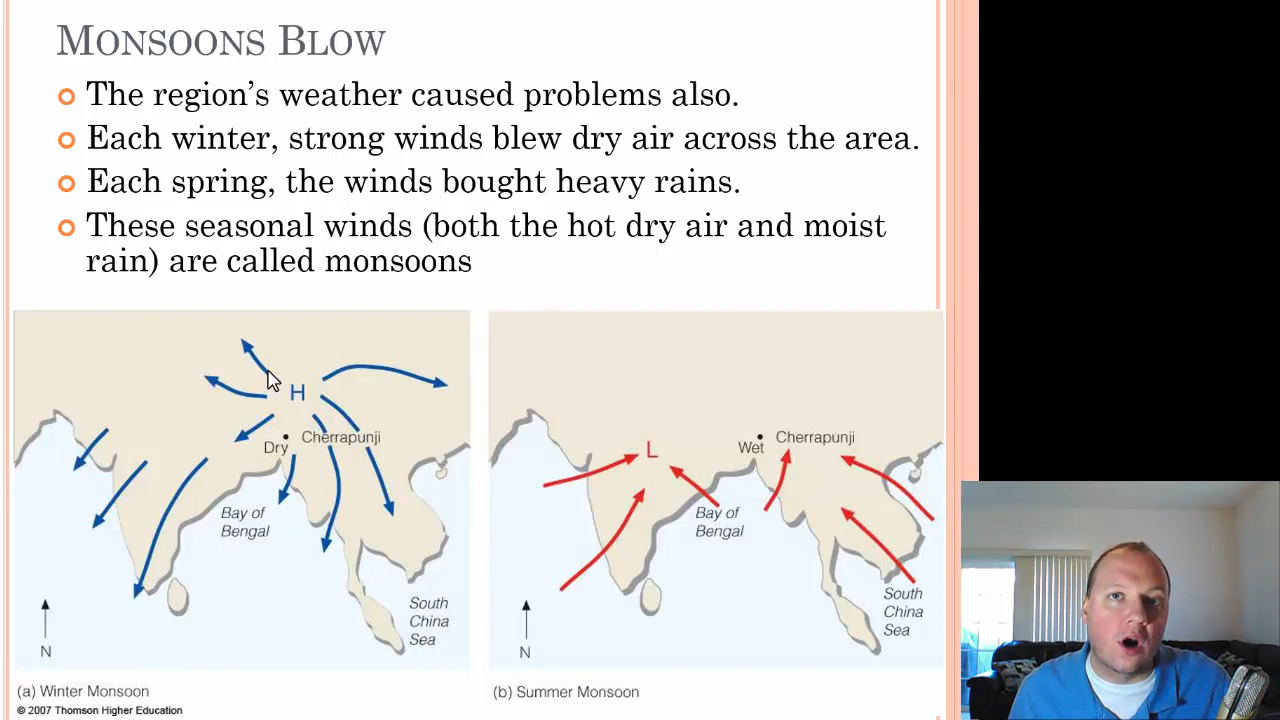 MONSOONS BLOW
The region's weather caused problems also.
Each winter, strong winds blew dry air across the area.
Each spring, the winds bought heavy rains.
These seasonal winds (both the hot dry air and moist
rain) are called monsoons
H
Dry
Cherrapunji
Bay of
Bengal
South
China
Sea
N
(a) Winter Monsoon
© 2007 Thomson Higher Education
L
Wet
Cherrapunji
Bay of
Bengal
South
China
Sea
N
(b) Summer Monsoon